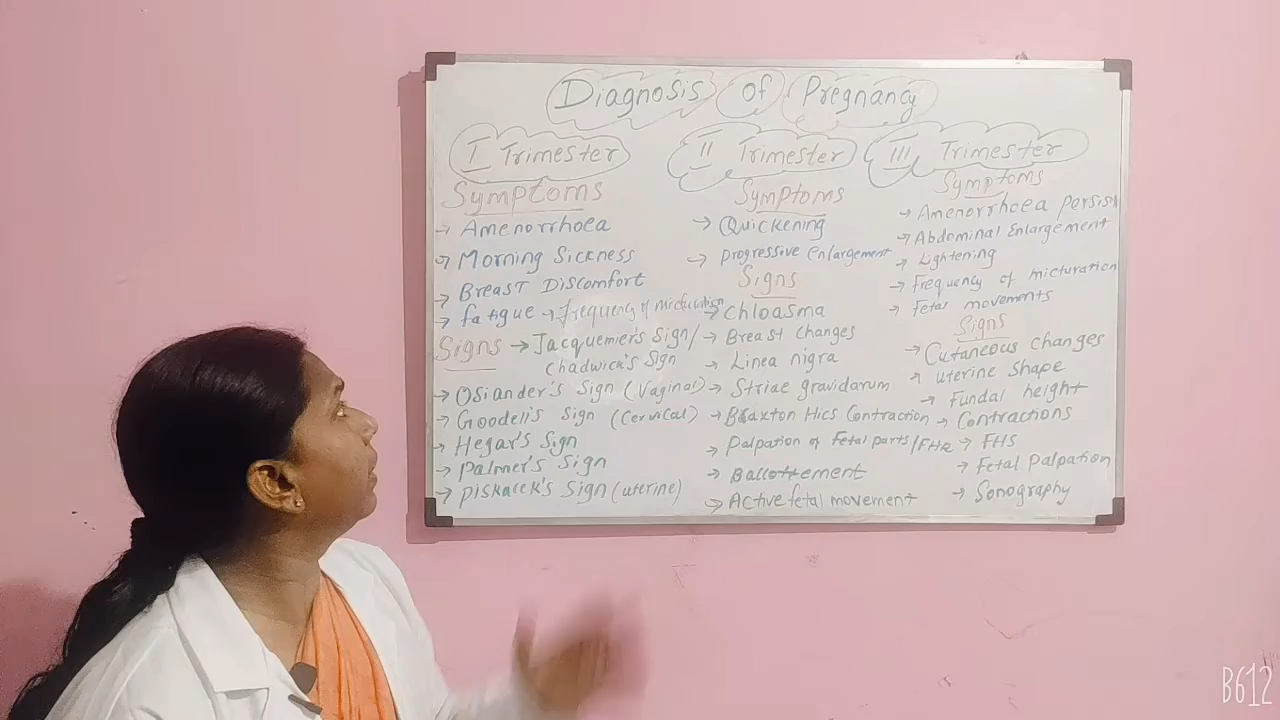 Diagnosis of Pregnancy
I Trimester
Symptoms
→ Amenorrhoea
→ Morning Sickness
→ Breast Discomfort
→ fatigue → frequency of micturation
Signs → Jacquemier's Sign/
Chadwick's Sign
→ Osiander's Sign (Vaginal)
→ Goodell's Sign (Cervical)
→ Hegar's Sign
→ Palmer's Sign
→ Piskacek's Sign (uterine)
II Trimester
Symptoms
→ Quickening
→ Progressive Enlargement
Signs
→ chloasma
→ Breast changes
→ Linea nigra
→ Striae gravidarum
→ Braxton Hics Contraction
→ Palpation of Fetal parts/FHR
→ Ballottement
→ Active fetal movement
III Trimester
Symptoms
→ Amenorrhoea persist
→ Abdominal Enlargement
→ Lightening
→ Frequency of micturation
→ Fetal movements
Signs
→ Cutaneous changes
→ uterine shape
→ Fundal height
→ Contractions
→ FHS
→ Fetal Palpation
→ Sonography
B612